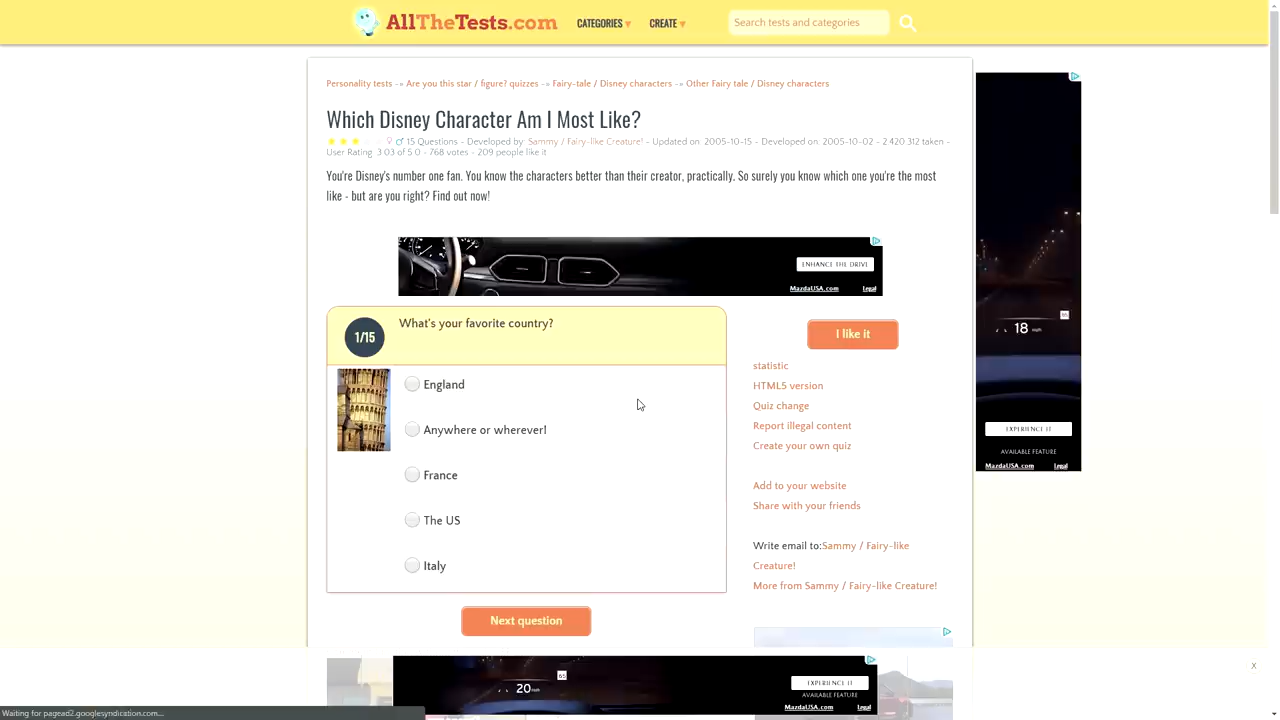 AllTheTests.com
CATEGORIES ▾
CREATE ▾
Search tests and categories
Personality tests -» Are you this star / figure? quizzes -» Fairy-tale / Disney characters -» Other Fairy tale / Disney characters
Which Disney Character Am I Most Like?
15 Questions - Developed by: Sammy / Fairy-like Creature! - Updated on: 2005-10-15 - Developed on: 2005-10-02 - 2.420.312 taken -
User Rating: 3.03 of 5.0 - 768 votes - 209 people like it
You're Disney's number one fan. You know the characters better than their creator, practically. So surely you know which one you're the most
like - but are you right? Find out now!
ENHANCE THE DRIVE
MazdaUSA.com Legal
1/15
What's your favorite country?
England
Anywhere or wherever!
France
The US
Italy
Next question
I like it
statistic
HTML5 version
Quiz change
Report illegal content
Create your own quiz
Add to your website
Share with your friends
Write email to:Sammy / Fairy-like
Creature!
More from Sammy / Fairy-like Creature!
18 mph
EXPERIENCE IT
AVAILABLE FEATURE
MazdaUSA.com Legal
65
20 mph
EXPERIENCE IT
AVAILABLE FEATURE
MazdaUSA.com Legal
X
Waiting for pagead2.googlesyndication.com...